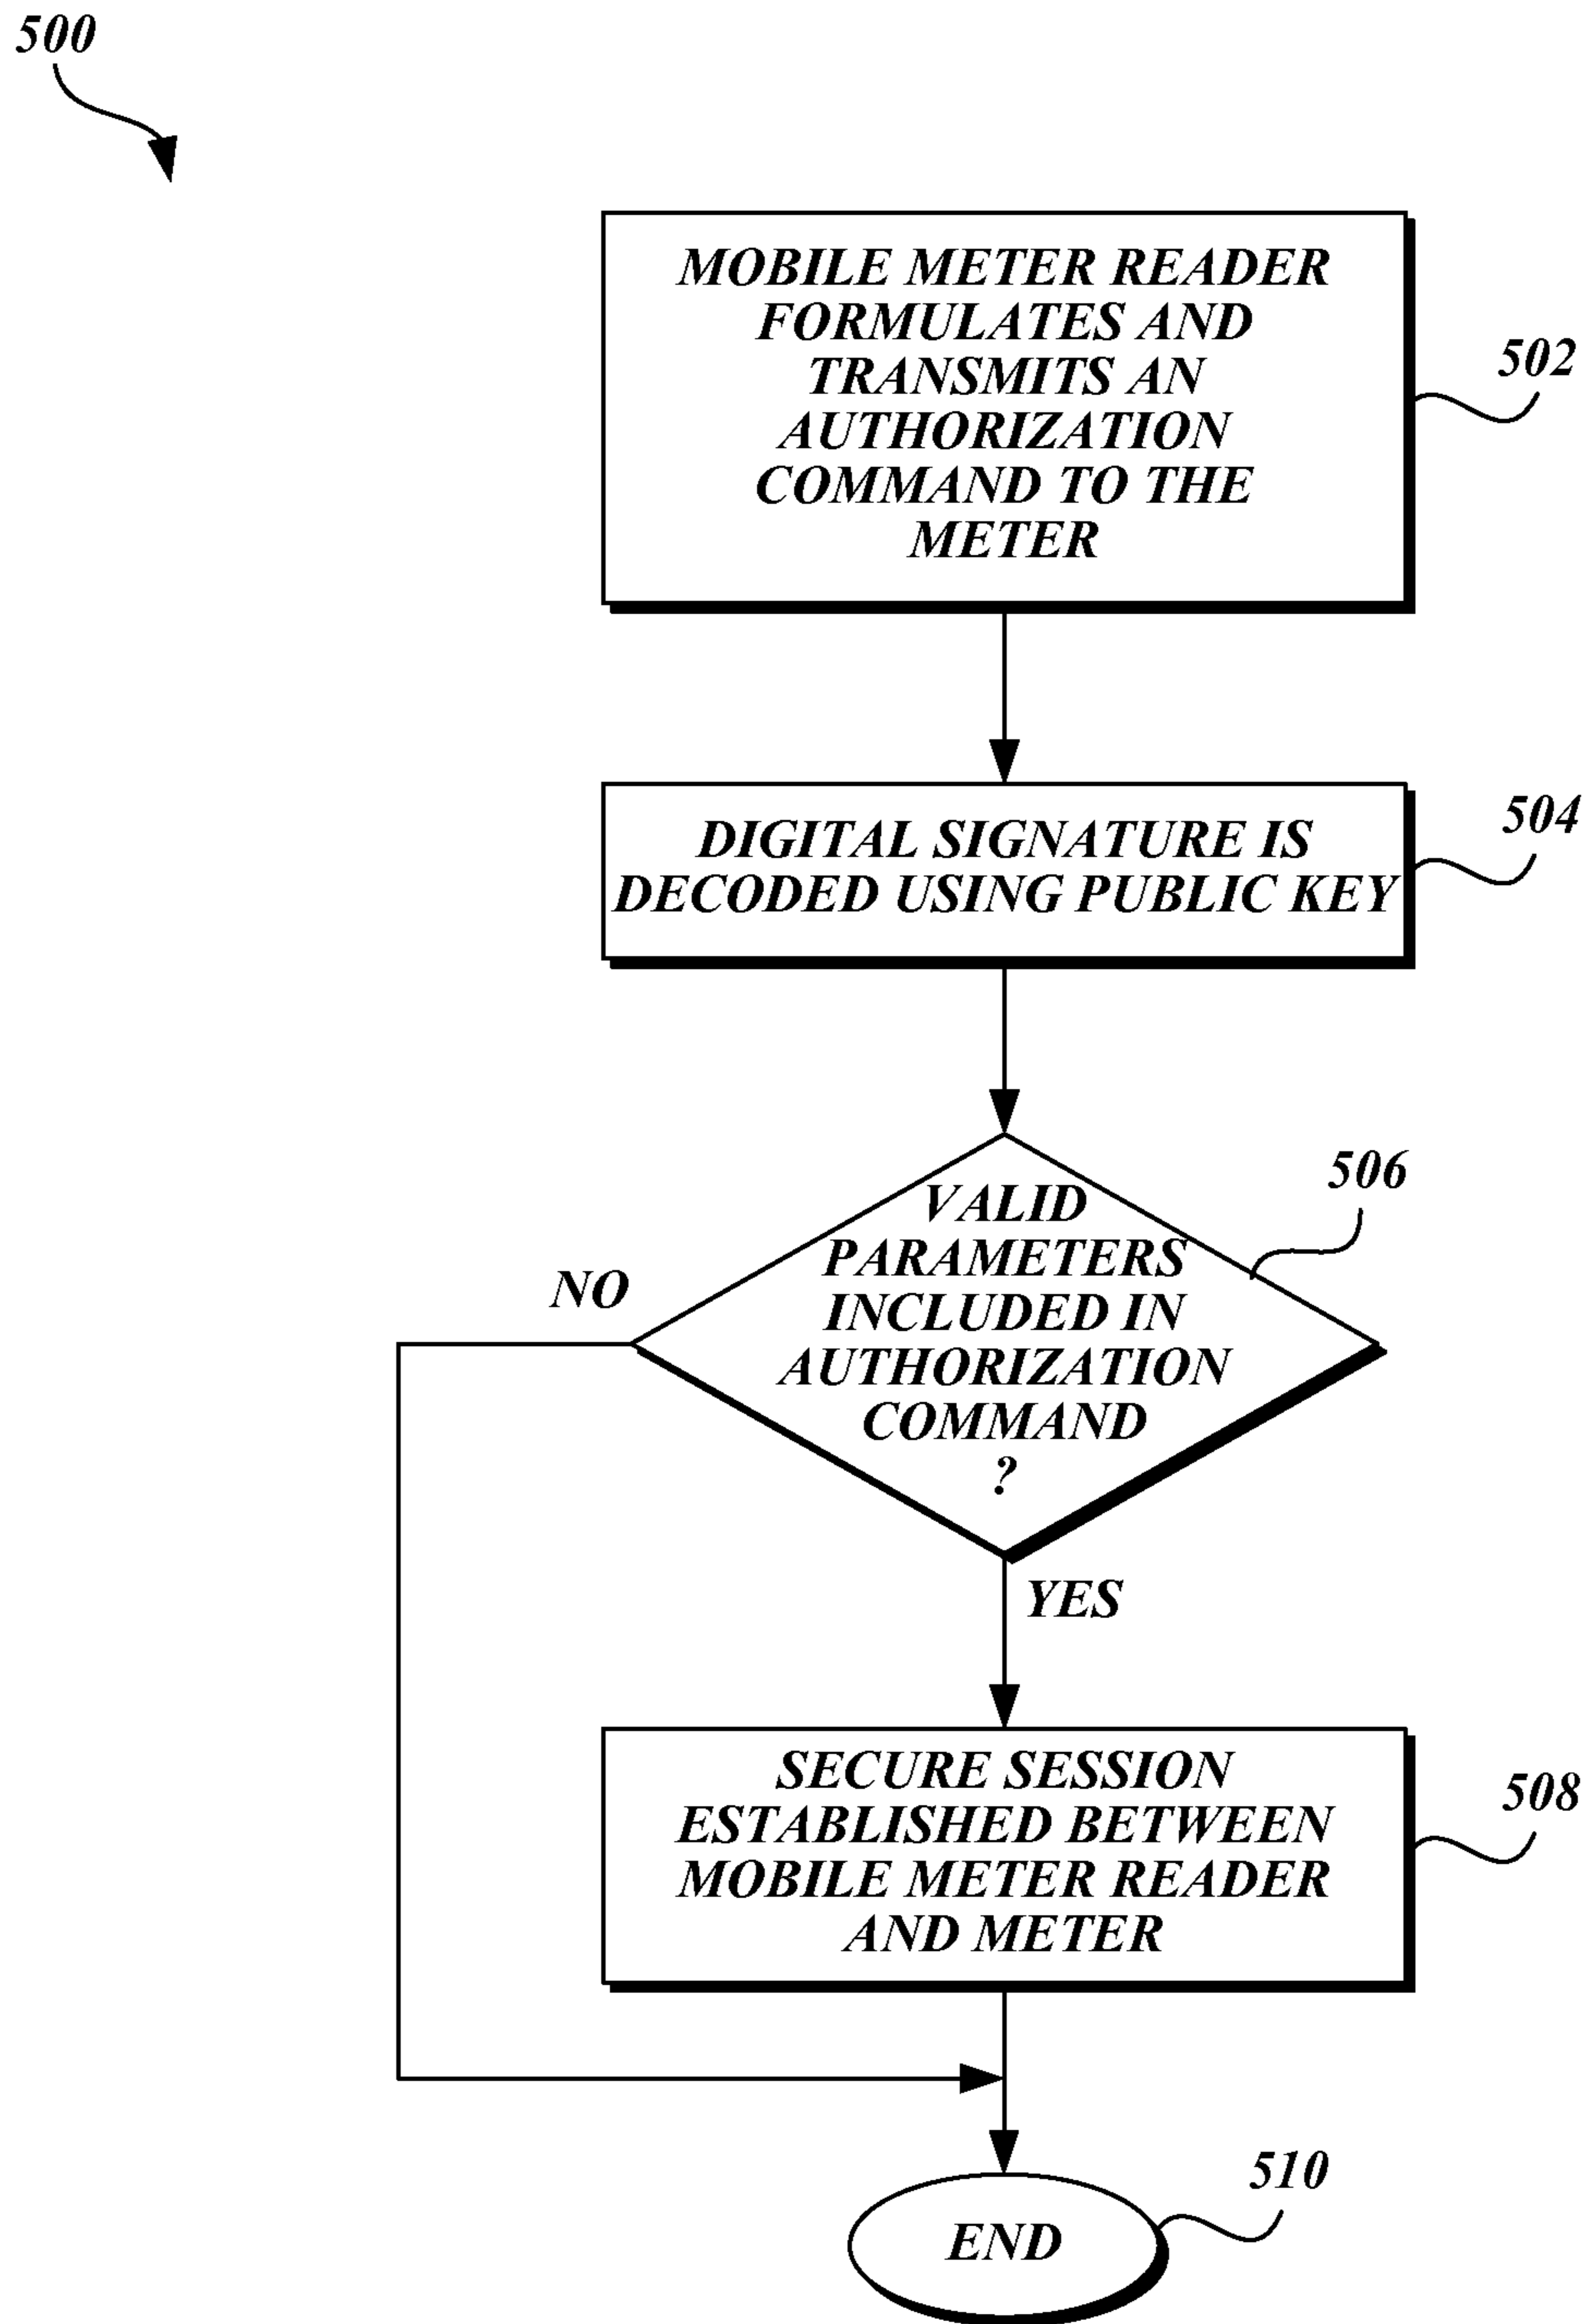 500
MOBILE METER READER
FORMULATES AND
TRANSMITS AN
AUTHORIZATION
COMMAND TO THE
METER
502
DIGITAL SIGNATURE IS
DECODED USING PUBLIC KEY
504
VALID
PARAMETERS
INCLUDED IN
AUTHORIZATION
COMMAND
?
506
NO
YES
SECURE SESSION
ESTABLISHED BETWEEN
MOBILE METER READER
AND METER
508
END
510